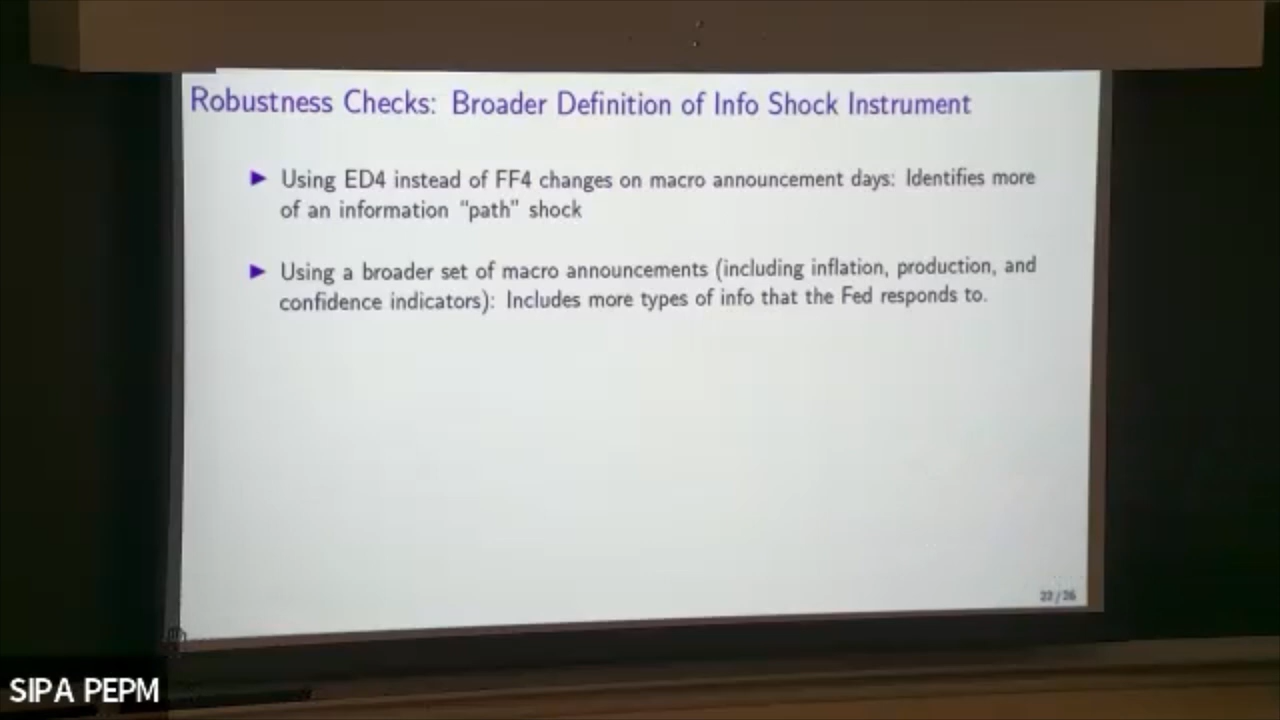 Robustness Checks: Broader Definition of Info Shock Instrument
Using ED4 instead of FF4 changes on macro announcement days: Identifies more
of an information “path” shock
Using a broader set of macro announcements (including inflation, production, and
confidence indicators): Includes more types of info that the Fed responds to.
22/26
SIPA PEPM